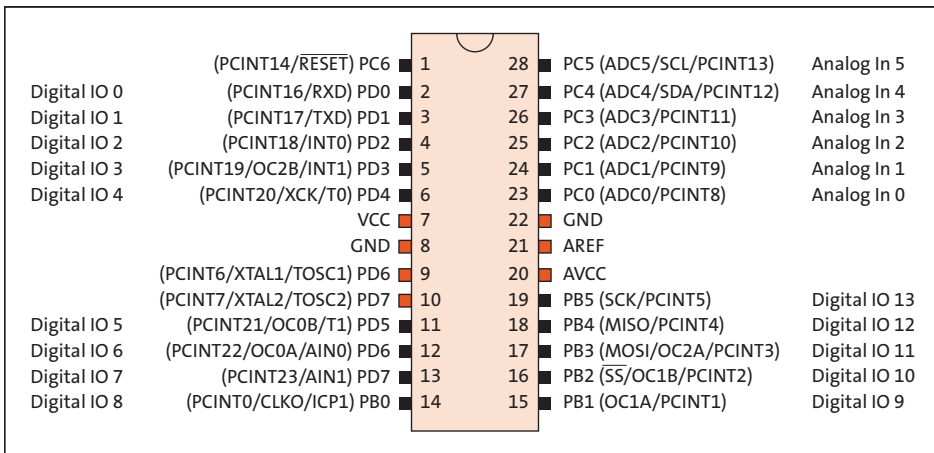 (PCINT14/RESET) PC6 1 28 PC5 (ADC5/SCL/PCINT13) Analog In 5
Digital IO 0 (PCINT16/RXD) PD0 2 27 PC4 (ADC4/SDA/PCINT12) Analog In 4
Digital IO 1 (PCINT17/TXD) PD1 3 26 PC3 (ADC3/PCINT11) Analog In 3
Digital IO 2 (PCINT18/INT0) PD2 4 25 PC2 (ADC2/PCINT10) Analog In 2
Digital IO 3 (PCINT19/OC2B/INT1) PD3 5 24 PC1 (ADC1/PCINT9) Analog In 1
Digital IO 4 (PCINT20/XCK/T0) PD4 6 23 PC0 (ADC0/PCINT8) Analog In 0
VCC 7 22 GND
GND 8 21 AREF
(PCINT6/XTAL1/TOSC1) PD6 9 20 AVCC
(PCINT7/XTAL2/TOSC2) PD7 10 19 PB5 (SCK/PCINT5) Digital IO 13
Digital IO 5 (PCINT21/OC0B/T1) PD5 11 18 PB4 (MISO/PCINT4) Digital IO 12
Digital IO 6 (PCINT22/OC0A/AIN0) PD6 12 17 PB3 (MOSI/OC2A/PCINT3) Digital IO 11
Digital IO 7 (PCINT23/AIN1) PD7 13 16 PB2 (SS/OC1B/PCINT2) Digital IO 10
Digital IO 8 (PCINT0/CLKO/ICP1) PB0 14 15 PB1 (OC1A/PCINT1) Digital IO 9